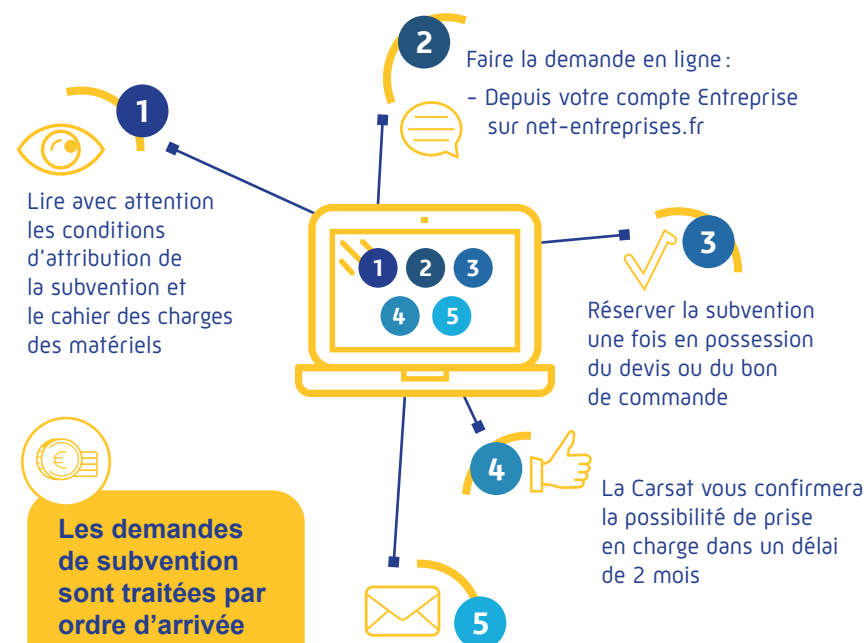 1
Lire avec attention
les conditions
d'attribution de
la subvention et
le cahier des charges
des matériels
2
Faire la demande en ligne :
- Depuis votre compte Entreprise
sur net-entreprises.fr
1 2 3
4 5
3
Réserver la subvention
une fois en possession
du devis ou du bon
de commande
4
La Carsat vous confirmera
la possibilité de prise
en charge dans un délai
de 2 mois
€
Les demandes
de subvention
sont traitées par
ordre d'arrivée
5